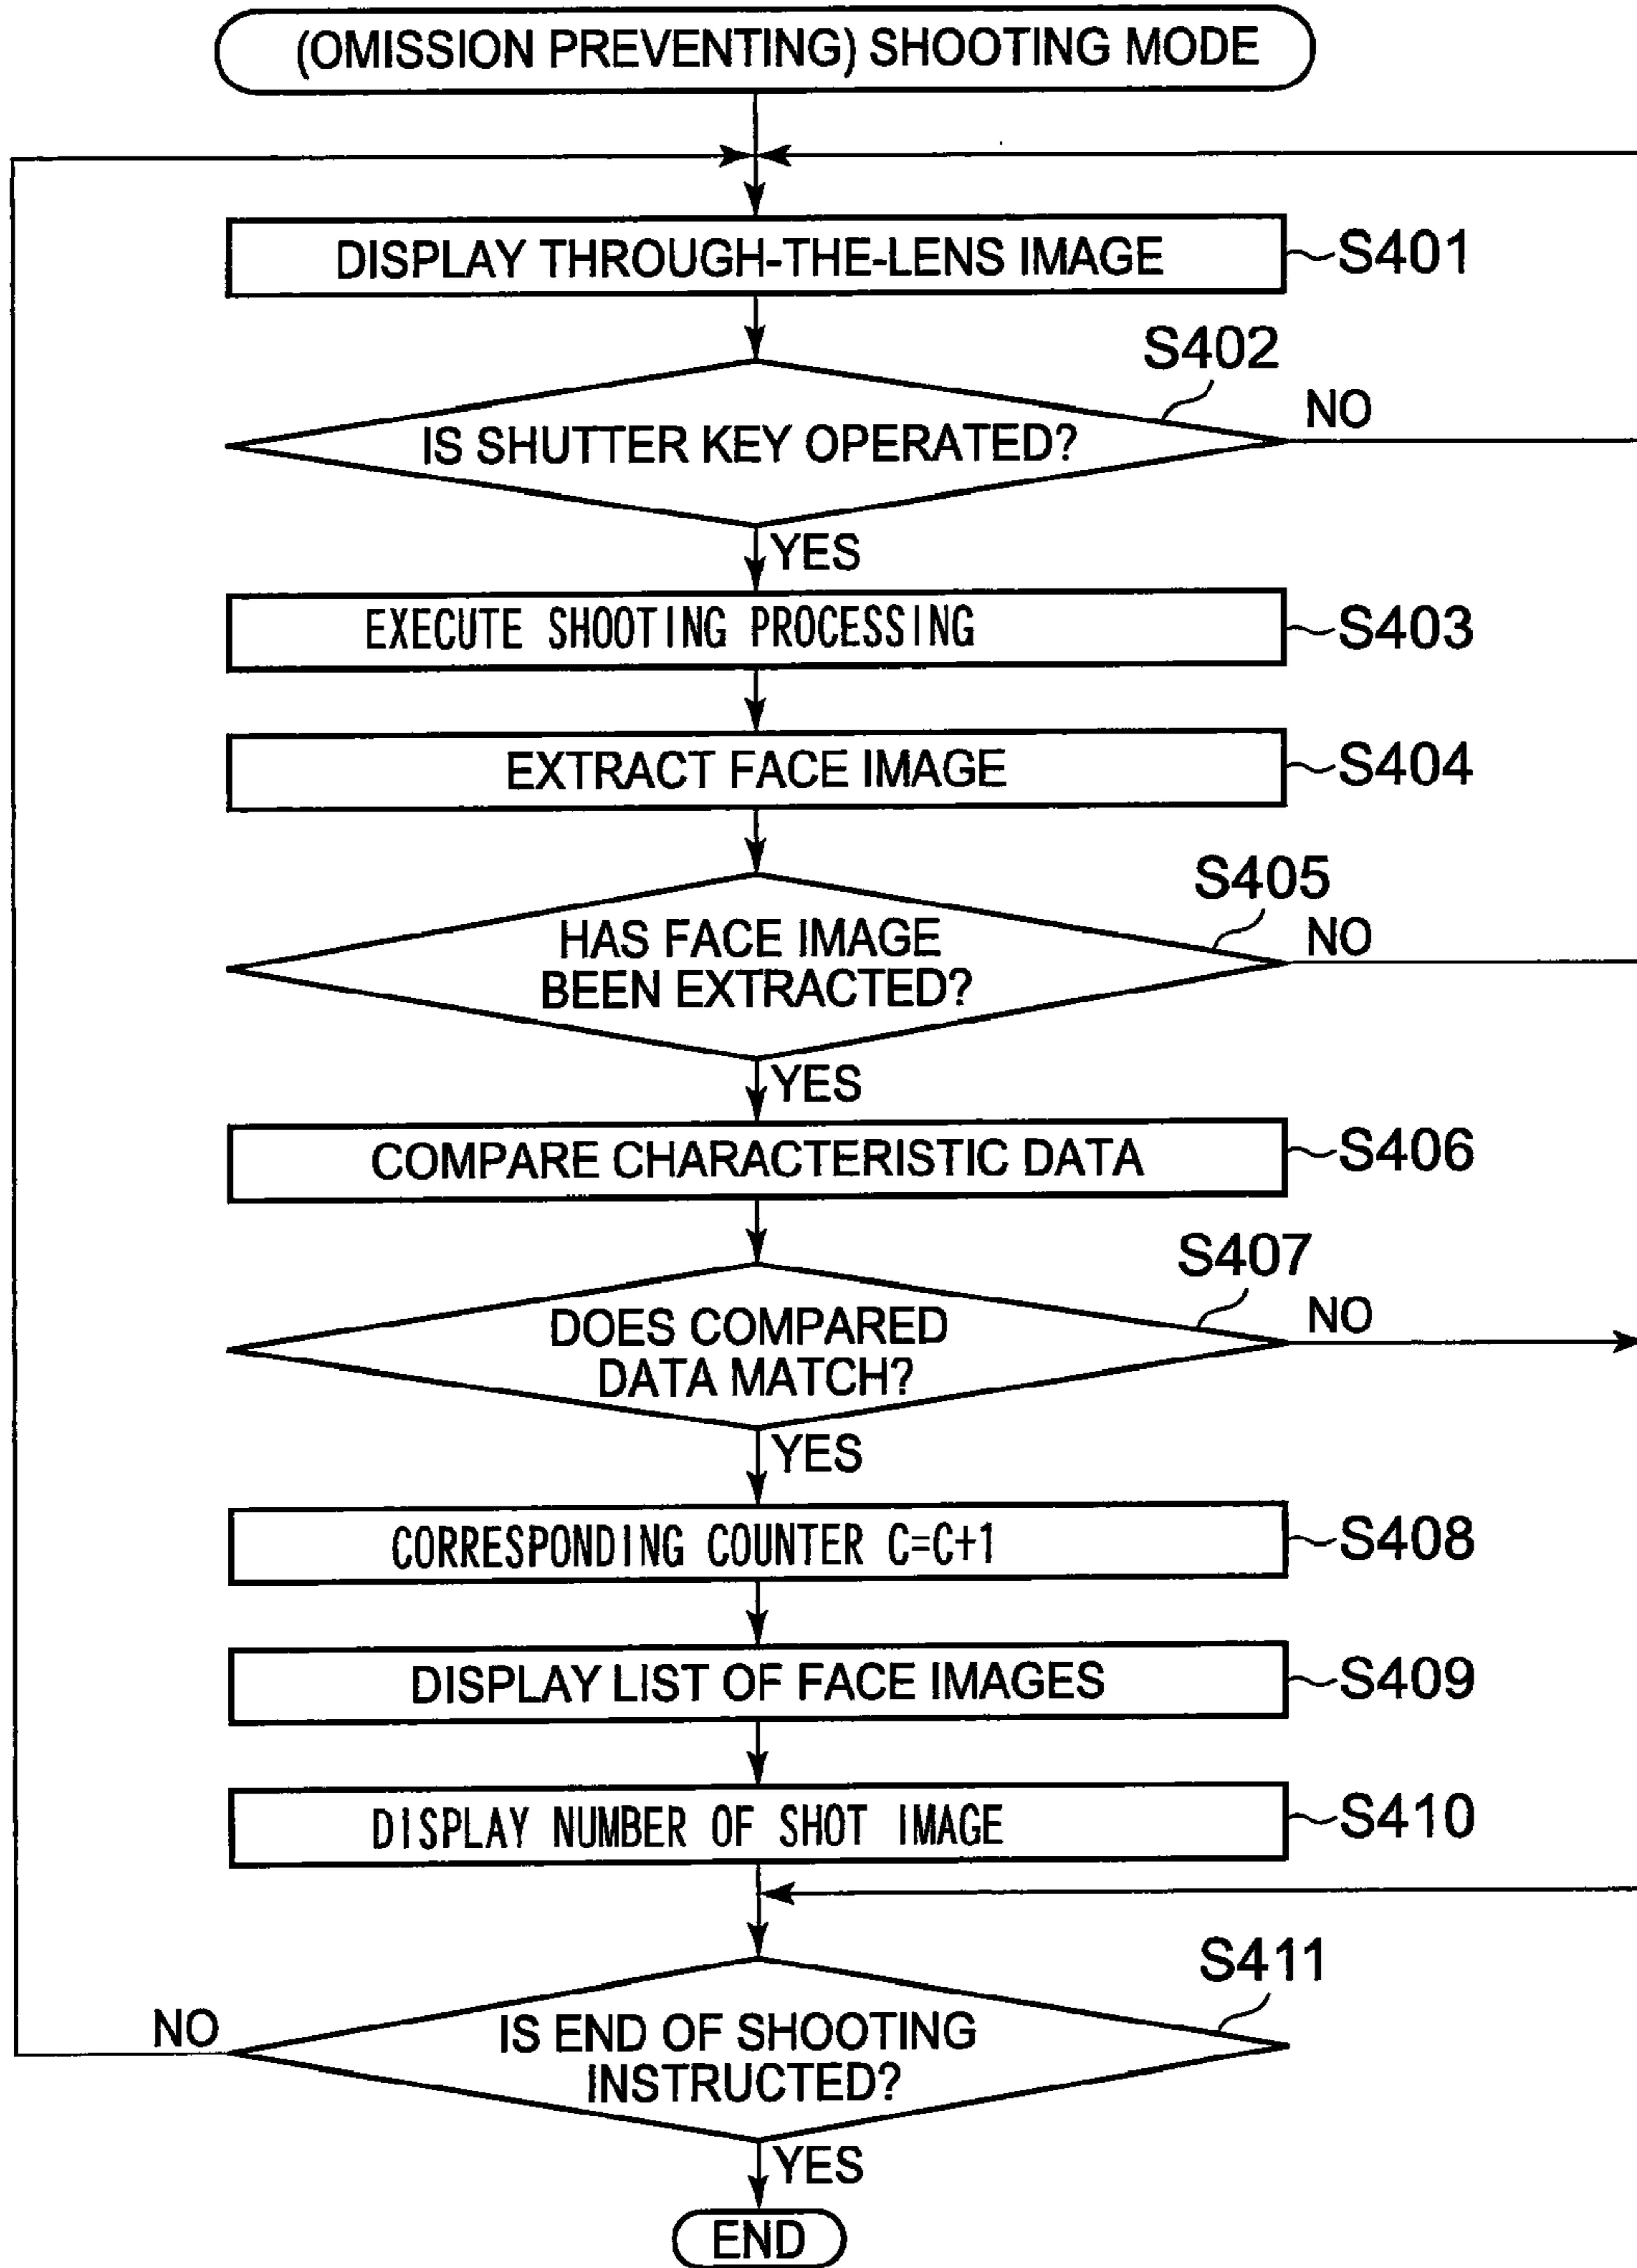 (OMISSION PREVENTING) SHOOTING MODE
DISPLAY THROUGH-THE-LENS IMAGE
S401
S402
IS SHUTTER KEY OPERATED?
NO
YES
EXECUTE SHOOTING PROCESSING
S403
EXTRACT FACE IMAGE
S404
S405
HAS FACE IMAGE
BEEN EXTRACTED?
NO
YES
COMPARE CHARACTERISTIC DATA
S406
S407
DOES COMPARED
DATA MATCH?
NO
YES
CORRESPONDING COUNTER C=C+1
S408
DISPLAY LIST OF FACE IMAGES
S409
DISPLAY NUMBER OF SHOT IMAGE
S410
S411
NO
IS END OF SHOOTING
INSTRUCTED?
YES
END